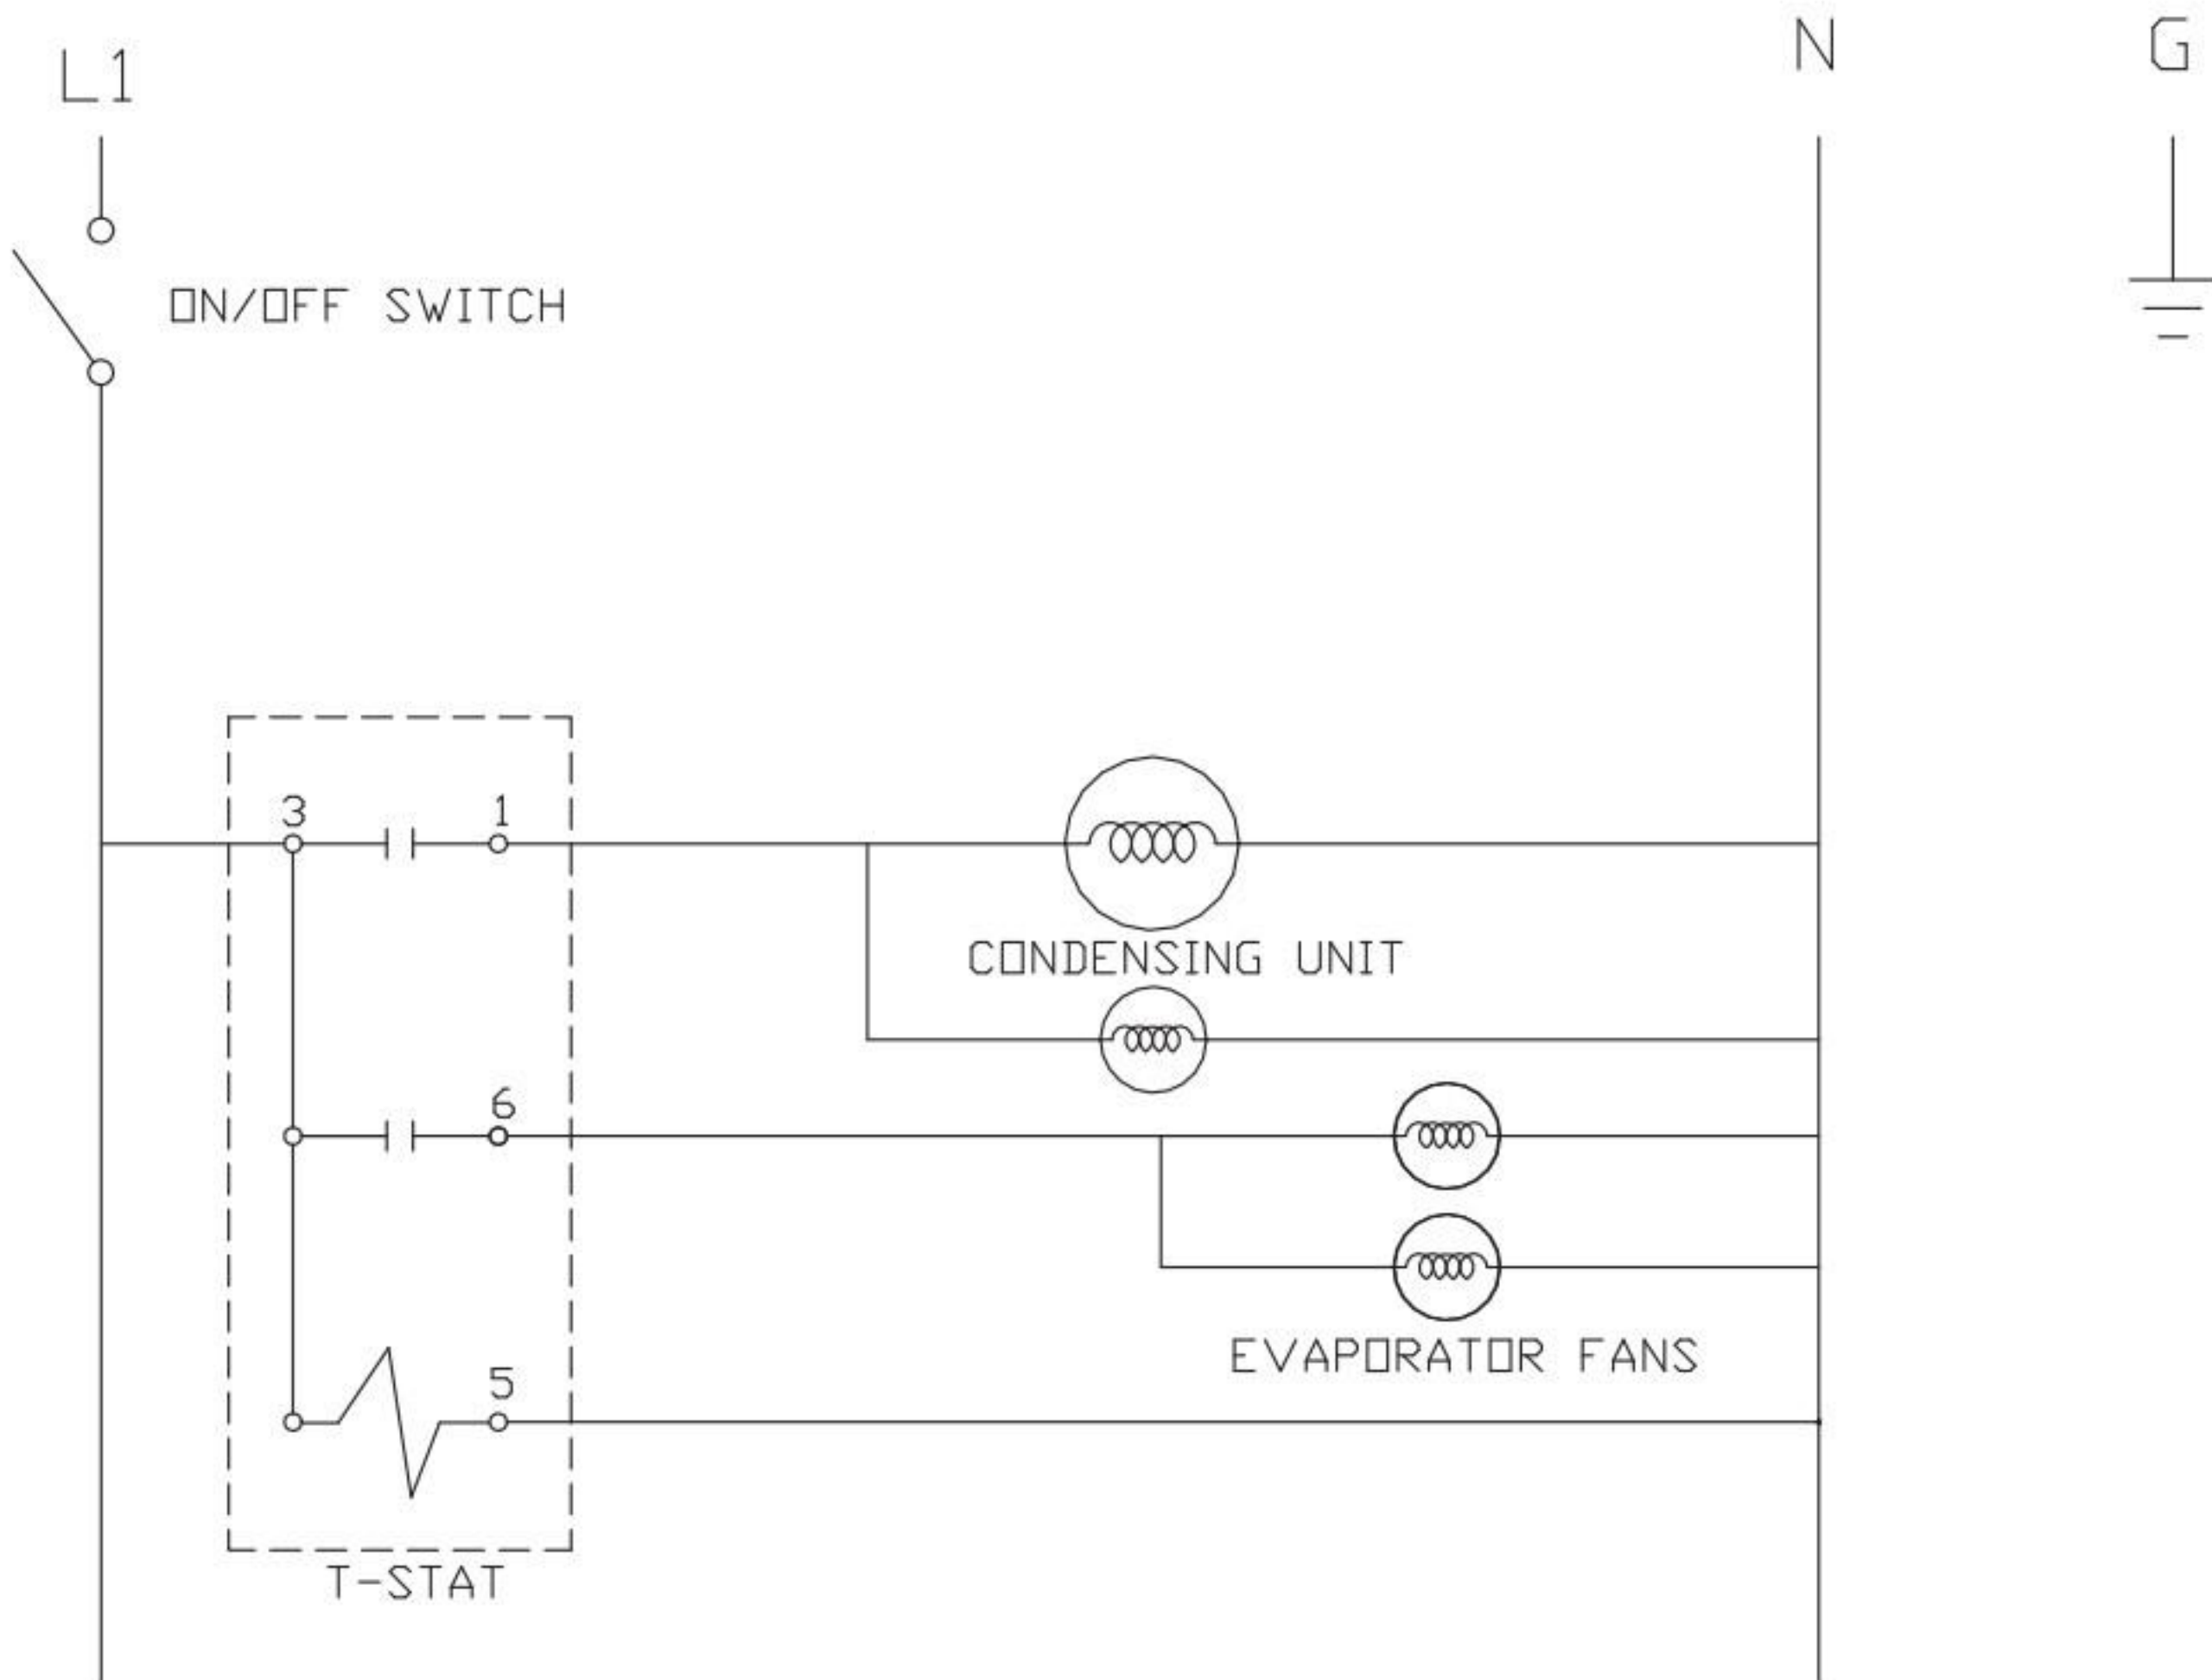 L1
N
G
ON/OFF SWITCH
3
1
CONDENSING UNIT
6
EVAPORATOR FANS
5
T-STAT